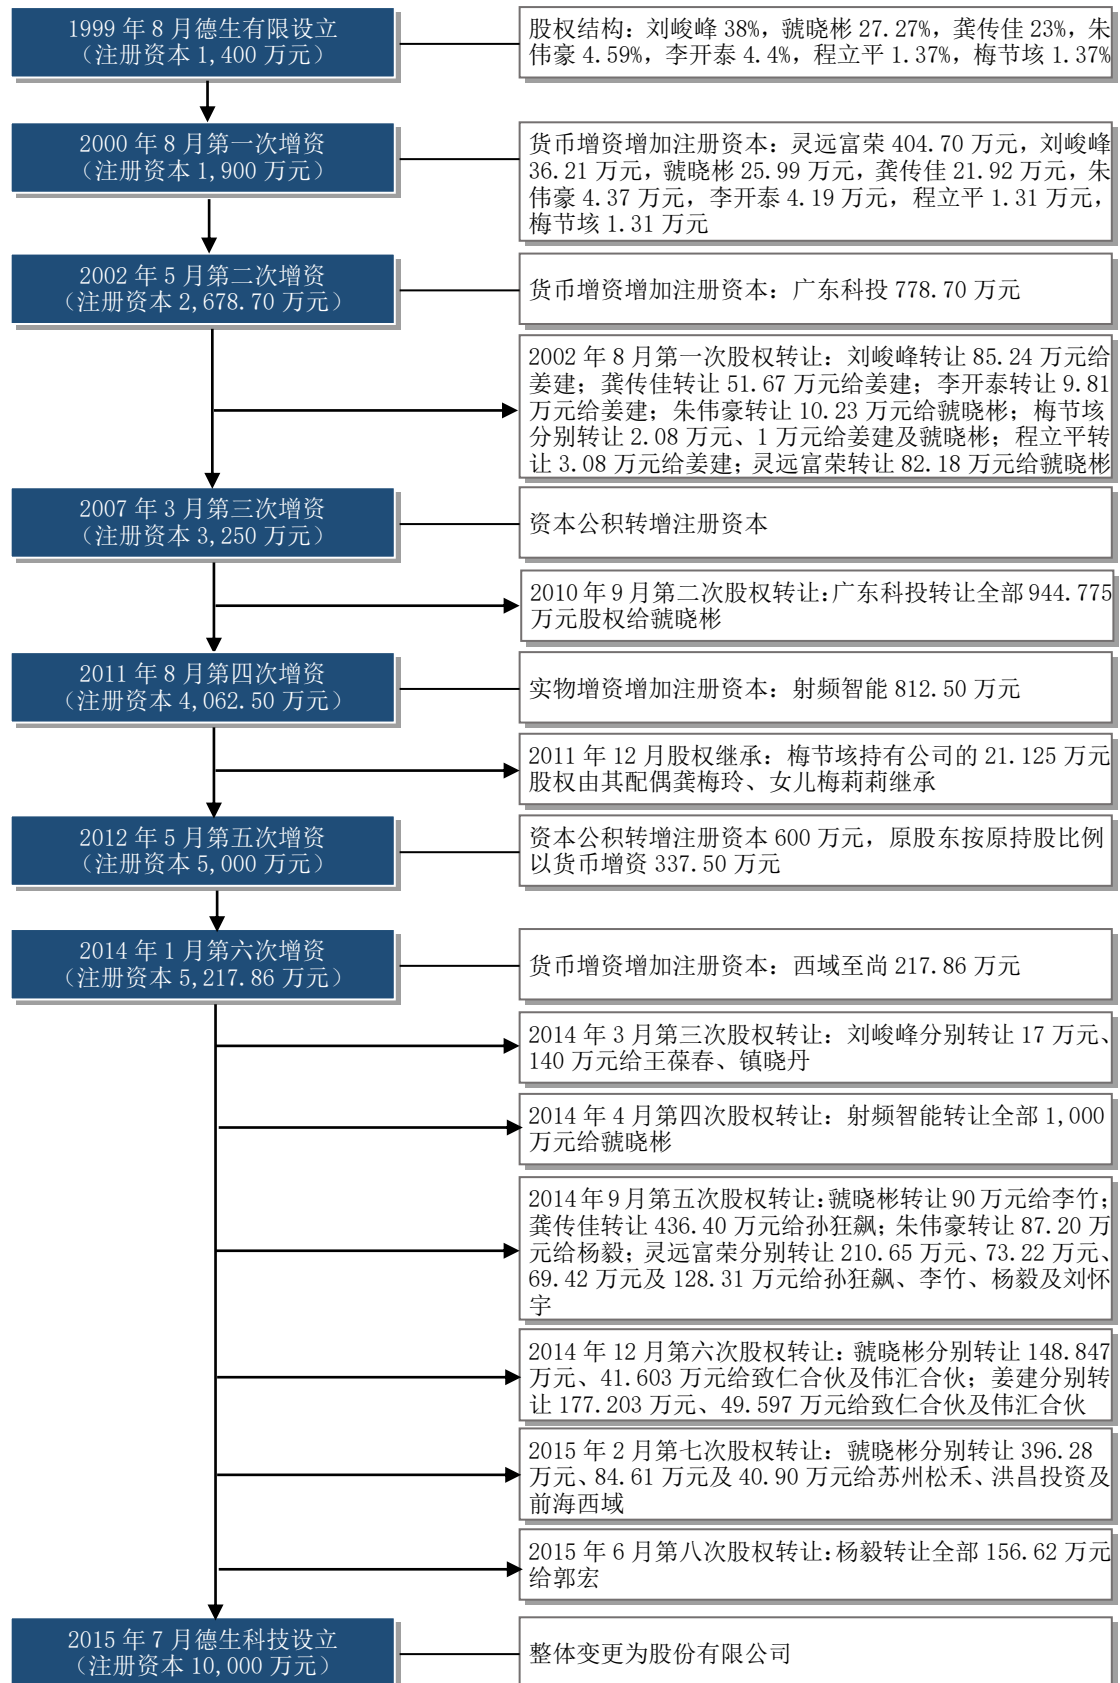 1999 年 8 月德生有限设立
（注册资本 1,400 万元）
股权结构：刘峻峰 38%，虢晓彬 27.27%，龚传佳 23%，朱
伟豪 4.59%，李开泰 4.4%，程立平 1.37%，梅节垓 1.37%
2000 年 8 月第一次增资
（注册资本 1,900 万元）
货币增资增加注册资本：灵远富荣 404.70 万元，刘峻峰
36.21 万元，虢晓彬 25.99 万元，龚传佳 21.92 万元，朱
伟豪 4.37 万元，李开泰 4.19 万元，程立平 1.31 万元，
梅节垓 1.31 万元
2002 年 5 月第二次增资
（注册资本 2,678.70 万元）
货币增资增加注册资本：广东科投 778.70 万元
2002 年 8 月第一次股权转让：刘峻峰转让 85.24 万元给
姜建；龚传佳转让 51.67 万元给姜建；李开泰转让 9.81
万元给姜建；朱伟豪转让 10.23 万元给虢晓彬；梅节垓
分别转让 2.08 万元、1 万元给姜建及虢晓彬；程立平转
让 3.08 万元给姜建；灵远富荣转让 82.18 万元给虢晓彬
2007 年 3 月第三次增资
（注册资本 3,250 万元）
资本公积转增注册资本
2010 年 9 月第二次股权转让：广东科投转让全部 944.775
万元股权给虢晓彬
2011 年 8 月第四次增资
（注册资本 4,062.50 万元）
实物增资增加注册资本：射频智能 812.50 万元
2011 年 12 月股权继承：梅节垓持有公司的 21.125 万元
股权由其配偶龚梅玲、女儿梅莉莉继承
2012 年 5 月第五次增资
（注册资本 5,000 万元）
资本公积转增注册资本 600 万元，原股东按原持股比例
以货币增资 337.50 万元
2014 年 1 月第六次增资
（注册资本 5,217.86 万元）
货币增资增加注册资本：西域至尚 217.86 万元
2014 年 3 月第三次股权转让：刘峻峰分别转让 17 万元、
140 万元给王葆春、镇晓丹
2014 年 4 月第四次股权转让：射频智能转让全部 1,000
万元给虢晓彬
2014 年 9 月第五次股权转让：虢晓彬转让 90 万元给李竹；
龚传佳转让 436.40 万元给孙狂飙；朱伟豪转让 87.20 万
元给杨毅；灵远富荣分别转让 210.65 万元、73.22 万元、
69.42 万元及 128.31 万元给孙狂飙、李竹、杨毅及刘怀
宇
2014 年 12 月第六次股权转让：虢晓彬分别转让 148.847
万元、41.603 万元给致仁合伙及伟汇合伙；姜建分别转
让 177.203 万元、49.597 万元给致仁合伙及伟汇合伙
2015 年 2 月第七次股权转让：虢晓彬分别转让 396.28
万元、84.61 万元及 40.90 万元给苏州松禾、洪昌投资及
前海西域
2015 年 6 月第八次股权转让：杨毅转让全部 156.62 万元
给郭宏
2015 年 7 月德生科技设立
（注册资本 10,000 万元）
整体变更为股份有限公司